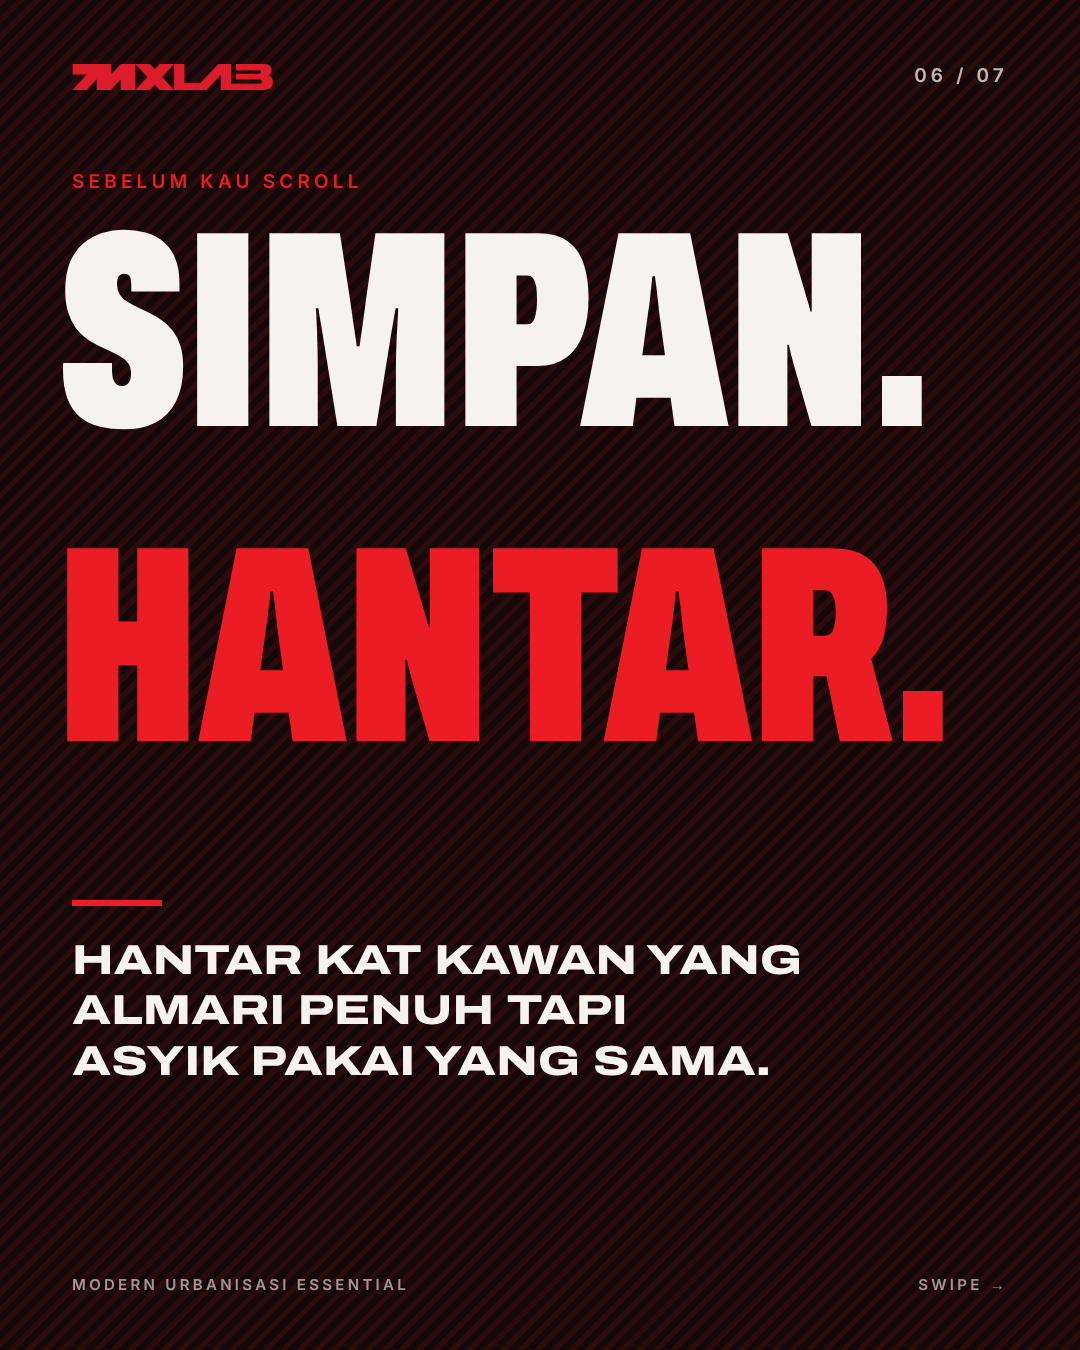 7MXLAB
06 / 07
SEBELUM KAU SCROLL
SIMPAN.
HANTAR.
HANTAR KAT KAWAN YANG
ALMARI PENUH TAPI
ASYIK PAKAI YANG SAMA.
MODERN URBANISASI ESSENTIAL
SWIPE →